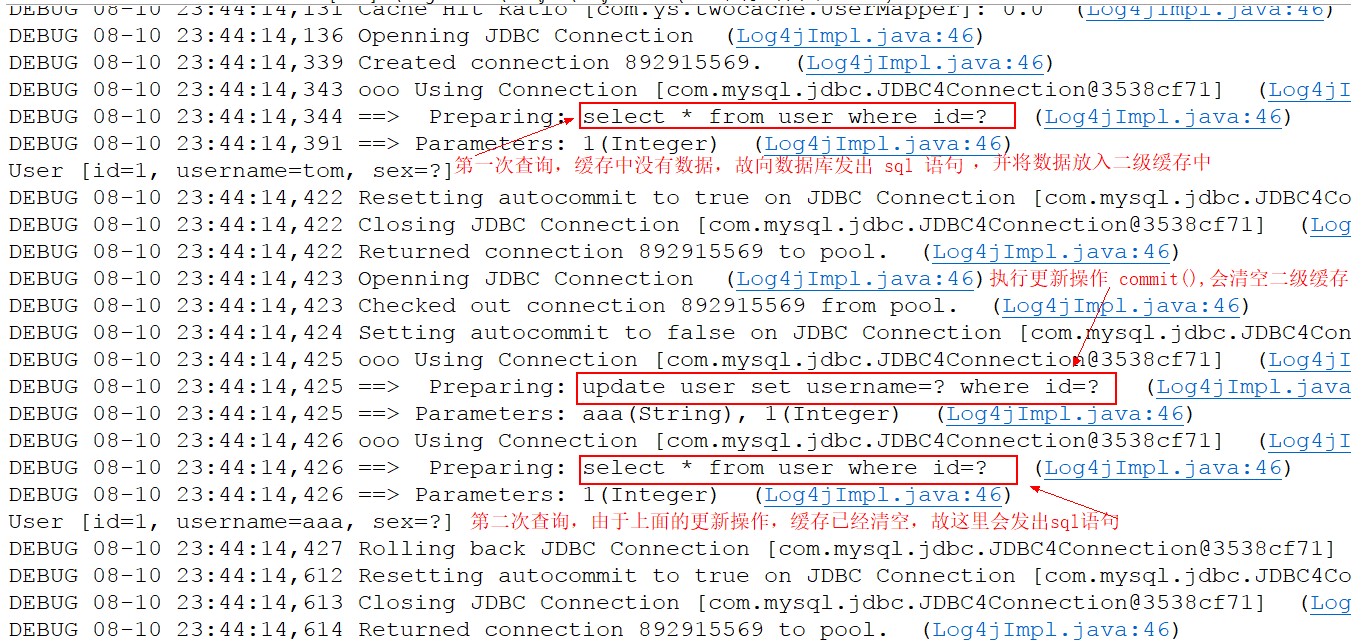 DEBUG 08-10 23:44:14,131 Cache Hit Ratio [com.ys.twocache.UserMapper]: 0.0 (Log4jImpl.java:46)
DEBUG 08-10 23:44:14,136 Openning JDBC Connection (Log4jImpl.java:46)
DEBUG 08-10 23:44:14,339 Created connection 892915569. (Log4jImpl.java:46)
DEBUG 08-10 23:44:14,343 ooo Using Connection [com.mysql.jdbc.JDBC4Connection@3538cf71] (Log4jI
DEBUG 08-10 23:44:14,344 ==> Preparing: select * from user where id=? (Log4jImpl.java:46)
DEBUG 08-10 23:44:14,391 ==> Parameters: 1(Integer) (Log4jImpl.java:46)
User [id=1, username=tom, sex=?] 第一次查询，缓存中没有数据，故向数据库发出 sql 语句 ，并将数据放入二级缓存中
DEBUG 08-10 23:44:14,422 Resetting autocommit to true on JDBC Connection [com.mysql.jdbc.JDBC4Co
DEBUG 08-10 23:44:14,422 Closing JDBC Connection [com.mysql.jdbc.JDBC4Connection@3538cf71] (Log
DEBUG 08-10 23:44:14,422 Returned connection 892915569 to pool. (Log4jImpl.java:46)
DEBUG 08-10 23:44:14,423 Openning JDBC Connection (Log4jImpl.java:46) 执行更新操作 commit(),会清空二级缓存
DEBUG 08-10 23:44:14,423 Checked out connection 892915569 from pool. (Log4jImpl.java:46)
DEBUG 08-10 23:44:14,424 Setting autocommit to false on JDBC Connection [com.mysql.jdbc.JDBC4Con
DEBUG 08-10 23:44:14,425 ooo Using Connection [com.mysql.jdbc.JDBC4Connection@3538cf71] (Log4jI
DEBUG 08-10 23:44:14,425 ==> Preparing: update user set username=? where id=? (Log4jImpl.java
DEBUG 08-10 23:44:14,425 ==> Parameters: aaa(String), 1(Integer) (Log4jImpl.java:46)
DEBUG 08-10 23:44:14,426 ooo Using Connection [com.mysql.jdbc.JDBC4Connection@3538cf71] (Log4jI
DEBUG 08-10 23:44:14,426 ==> Preparing: select * from user where id=? (Log4jImpl.java:46)
DEBUG 08-10 23:44:14,426 ==> Parameters: 1(Integer) (Log4jImpl.java:46)
User [id=1, username=aaa, sex=?] 第二次查询，由于上面的更新操作，缓存已经清空，故这里会发出sql语句
DEBUG 08-10 23:44:14,427 Rolling back JDBC Connection [com.mysql.jdbc.JDBC4Connection@3538cf71]
DEBUG 08-10 23:44:14,612 Resetting autocommit to true on JDBC Connection [com.mysql.jdbc.JDBC4Co
DEBUG 08-10 23:44:14,613 Closing JDBC Connection [com.mysql.jdbc.JDBC4Connection@3538cf71] (Log
DEBUG 08-10 23:44:14,614 Returned connection 892915569 to pool. (Log4jImpl.java:46)